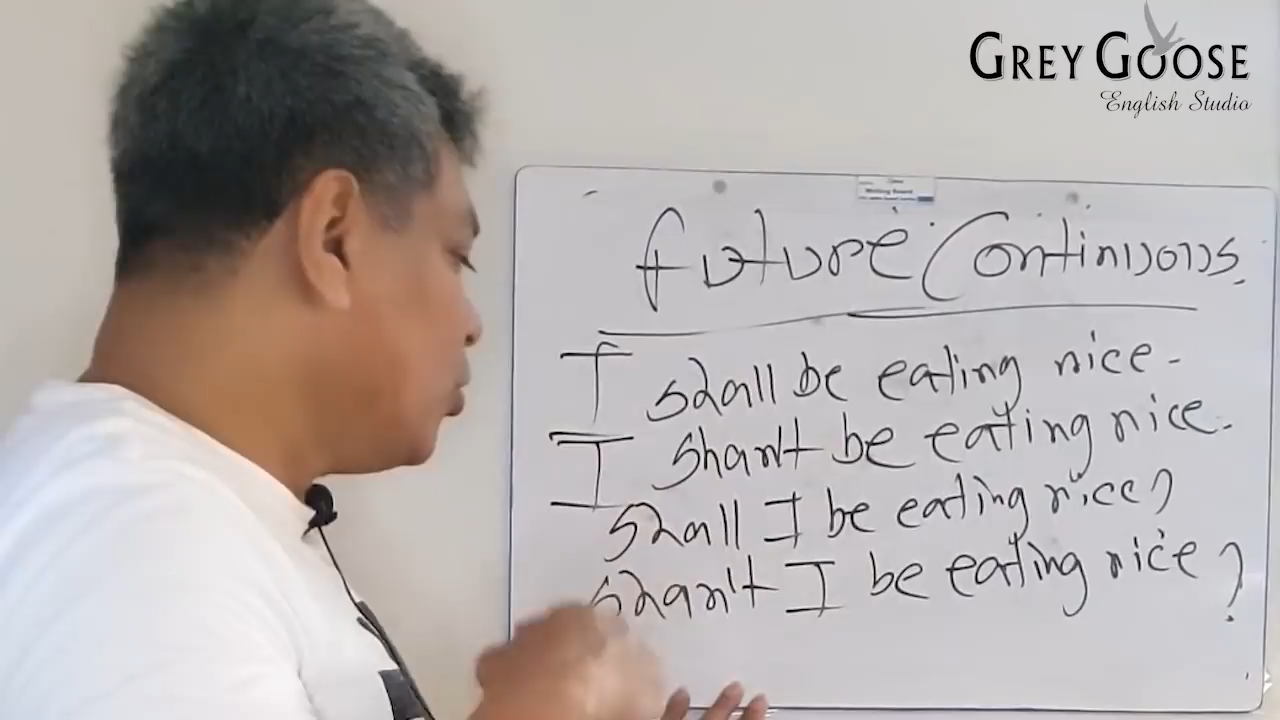 GREY GOOSE
English Studio
Future Continuous.
I shall be eating rice.
I shan't be eating rice.
Shall I be eating rice?
Shan't I be eating rice?